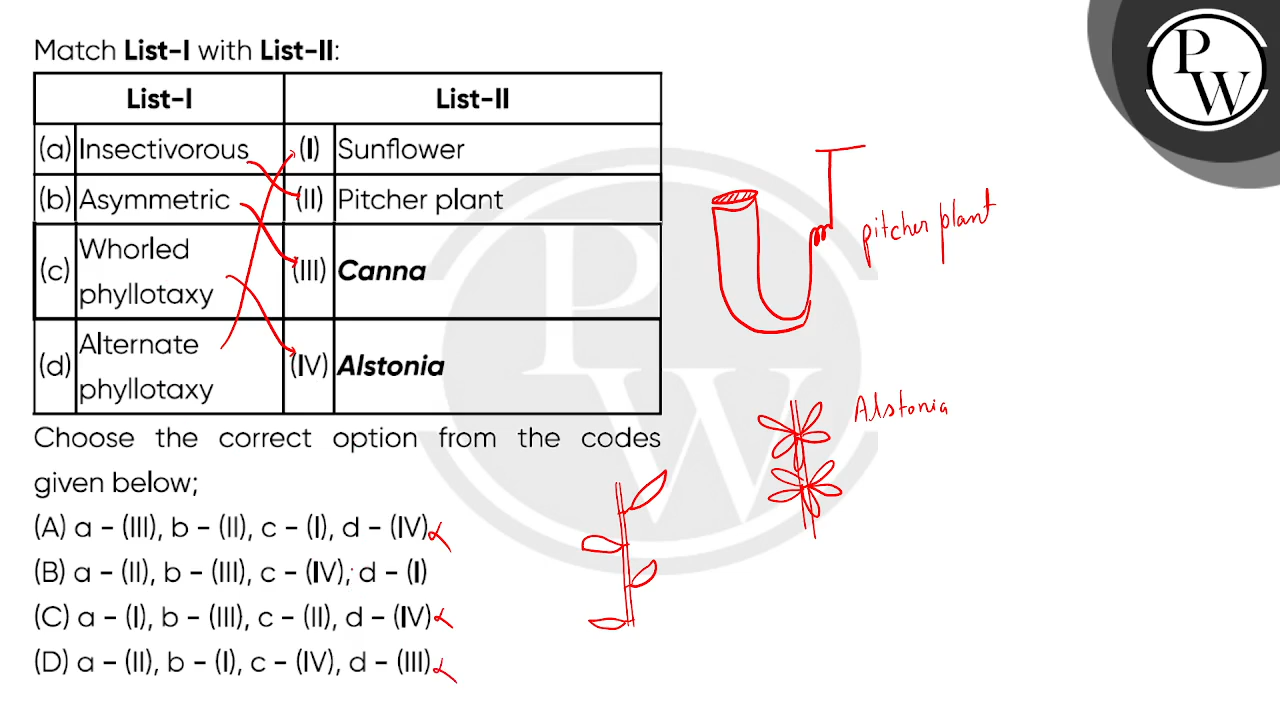 Match List-I with List-II:
List-I List-II
(a) Insectivorous (I) Sunflower
(b) Asymmetric (II) Pitcher plant
(c) Whorled phyllotaxy (III) Canna
(d) Alternate phyllotaxy (IV) Alstonia
Choose the correct option from the codes
given below;
(A) a – (III), b – (II), c – (I), d – (IV)
(B) a – (II), b – (III), c – (IV), d – (I)
(C) a – (I), b – (III), c – (II), d – (IV)
(D) a – (II), b – (I), c – (IV), d – (III)
pitcher plant
Alstonia
PW
PW